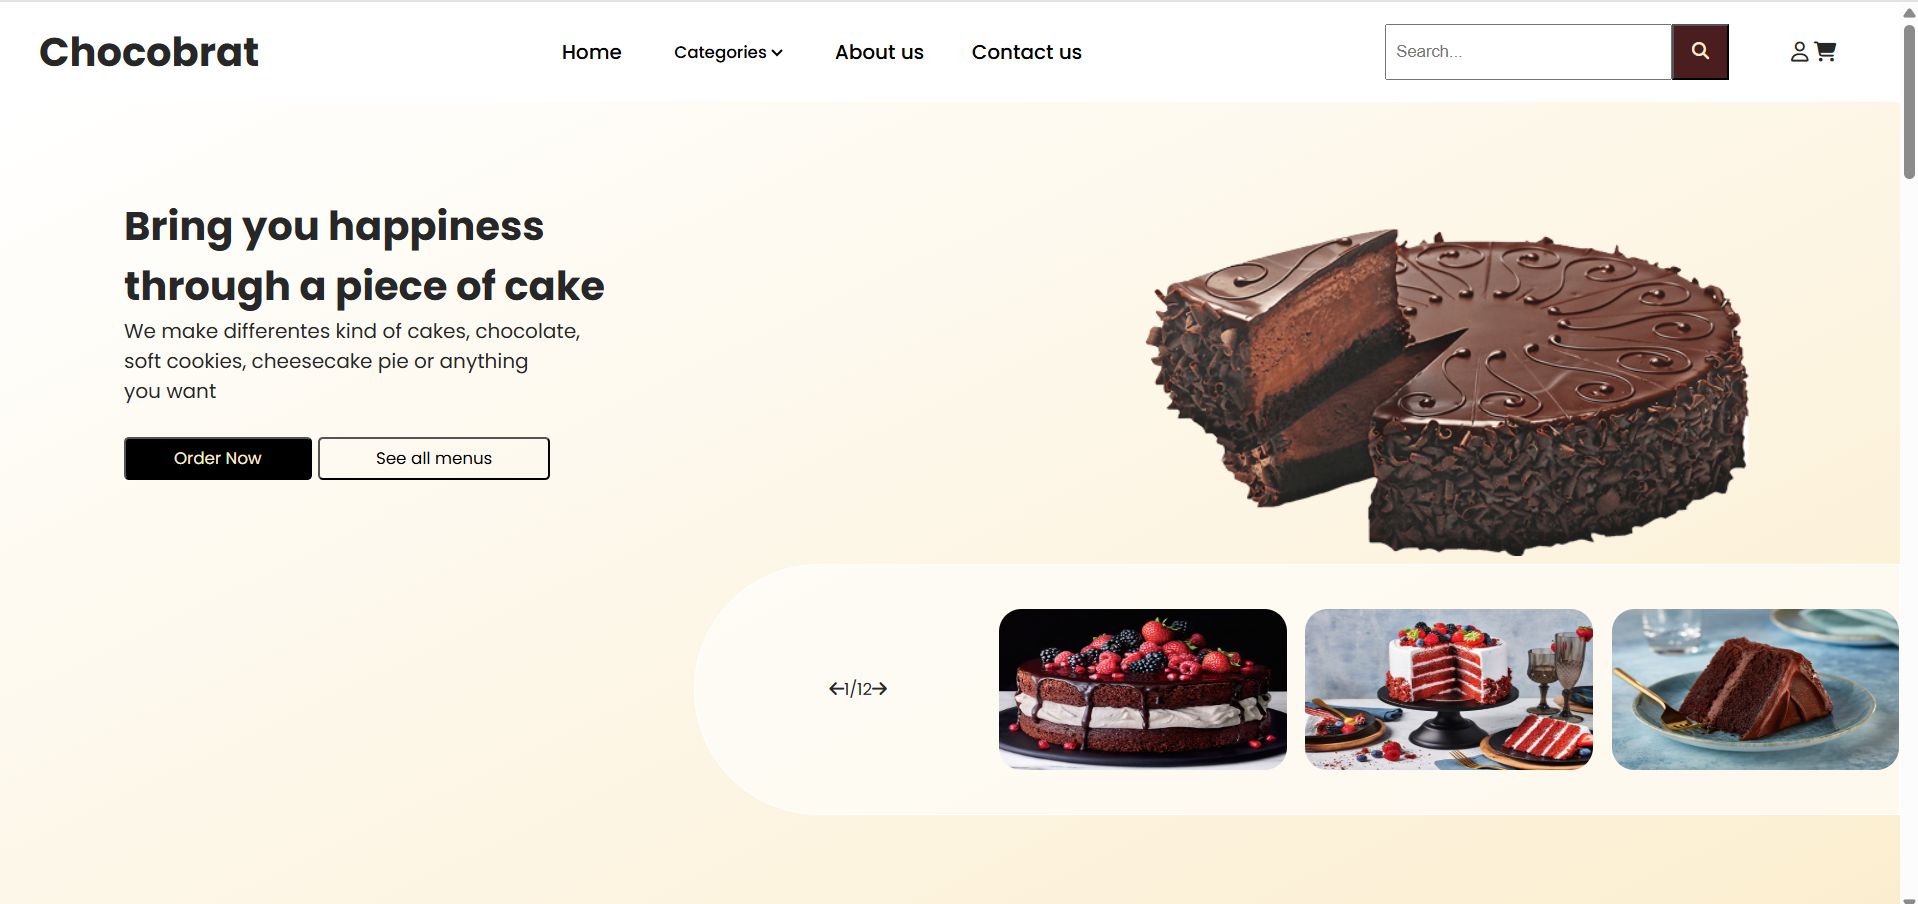 Chocobrat
Home
Categories
About us
Contact us
Search...
Bring you happiness
through a piece of cake
We make differentes kind of cakes, chocolate,
soft cookies, cheesecake pie or anything
you want
Order Now
See all menus
1/12